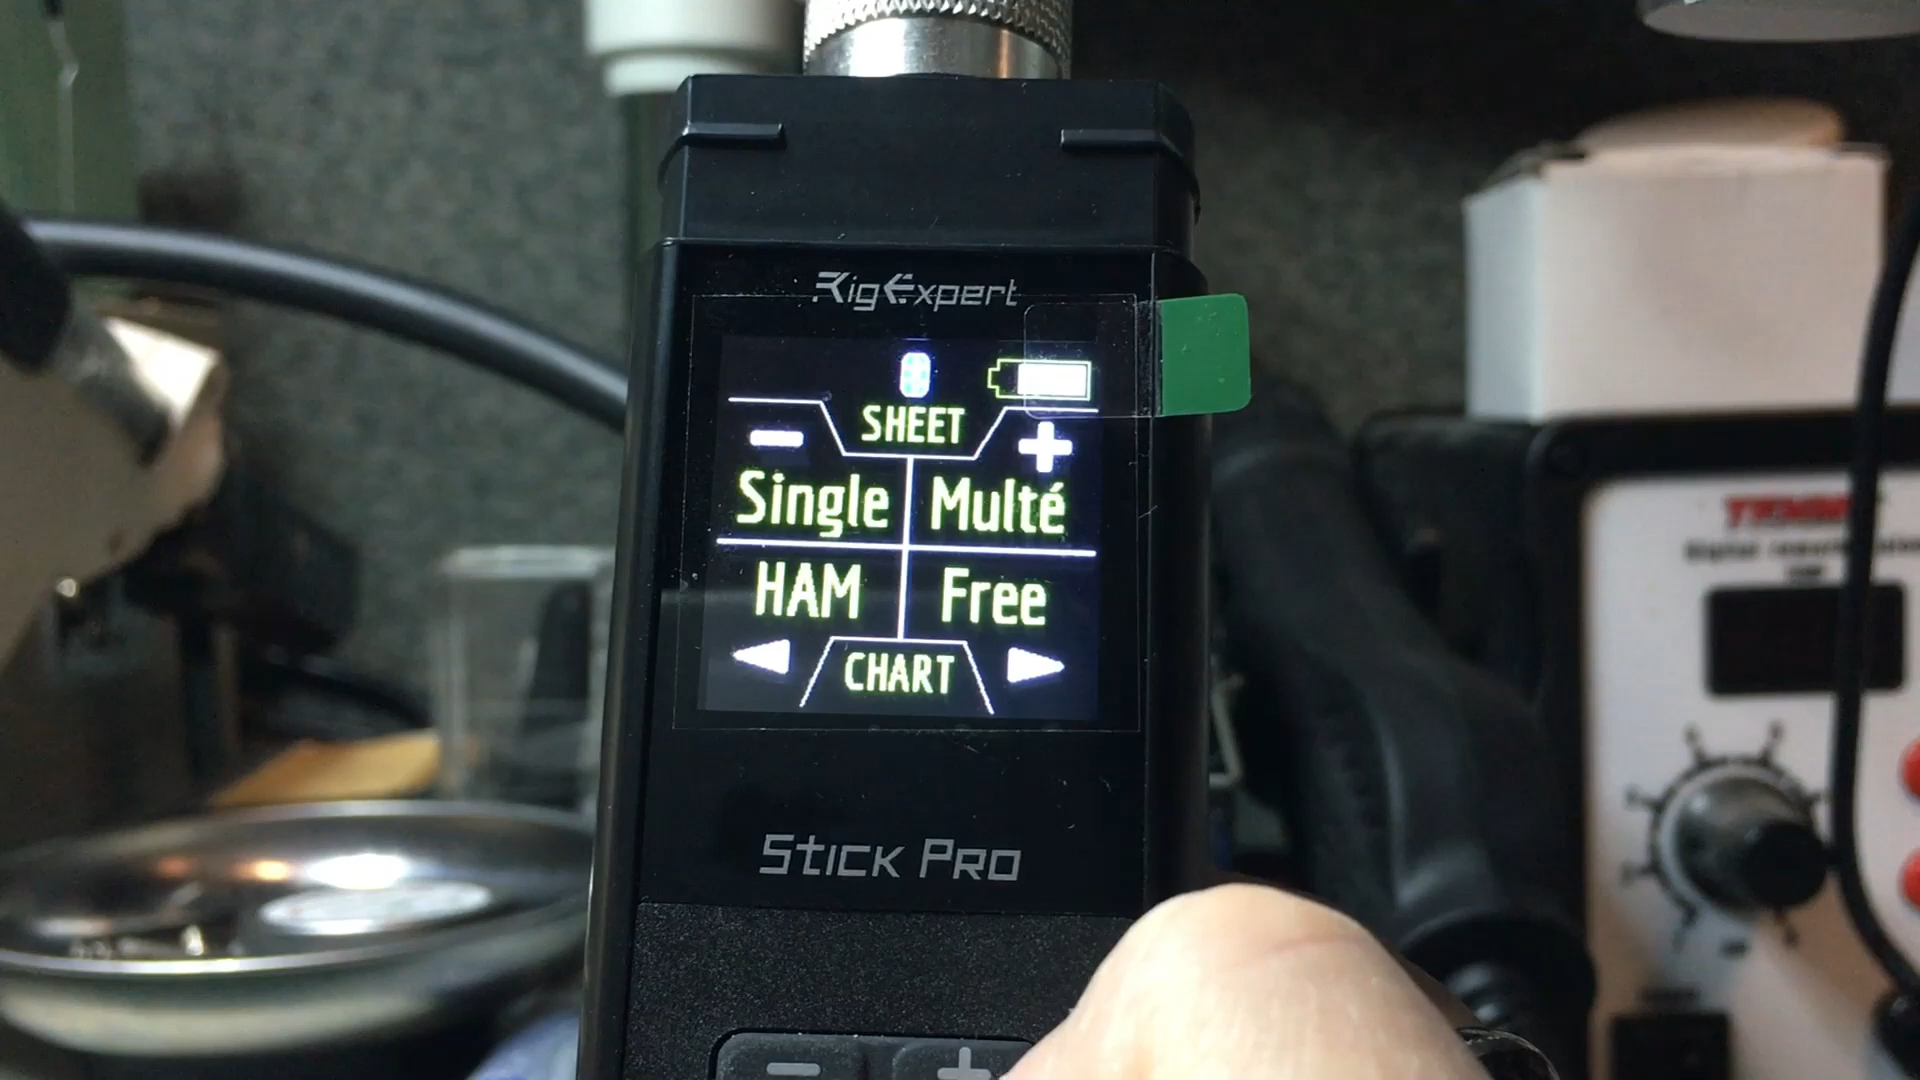 RigExpert
SHEET
Single Multé
HAM Free
CHART
Stick Pro